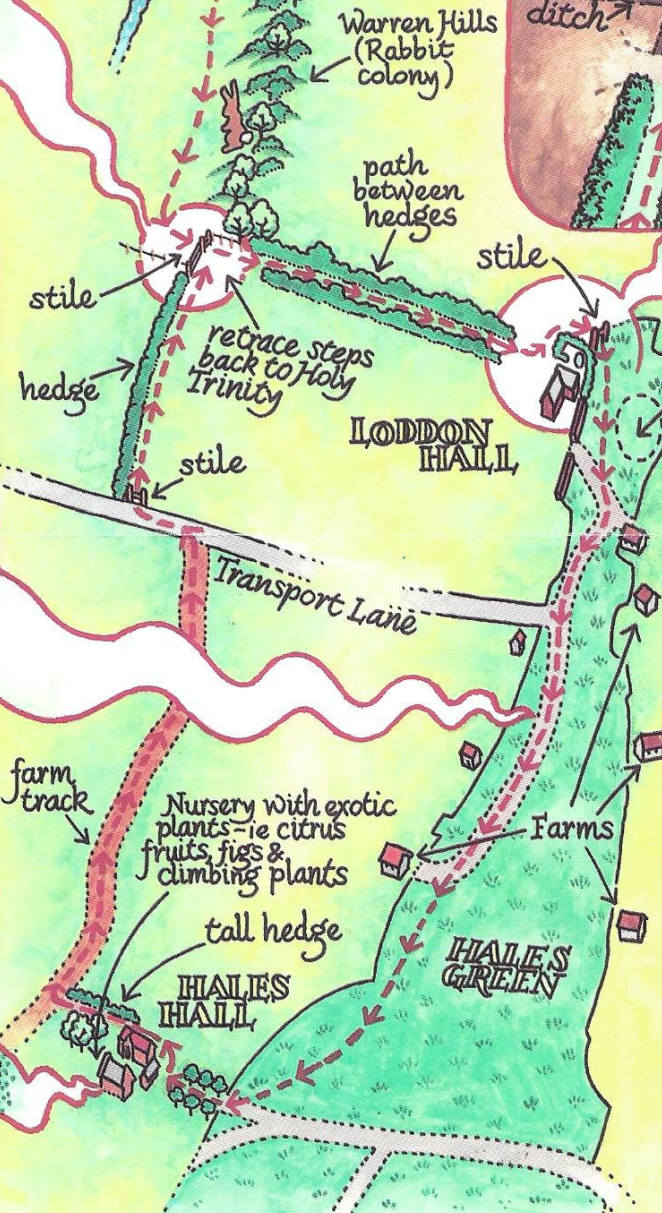 ditch
Warren Hills
(Rabbit
colony)
path
between
hedges
stile
stile
retrace steps
back to Holy
Trinity
hedge
LODDON
HALL
stile
Transport Lane
farm
track
Nursery with exotic
plants-ie citrus
fruits, figs &
climbing plants
Farms
tall hedge
HALES
GREEN
HALES
HALL